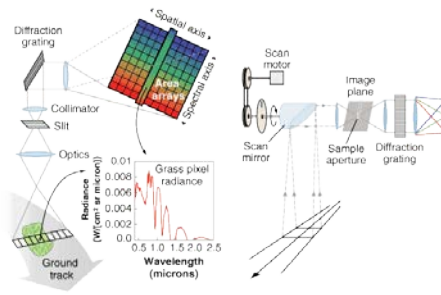 Diffraction
grating
Spatial axis
Spectral axis
Area
arrays
Collimator
Slit
Optics
Ground
track
Grass pixel
radiance
Radiance
(W/[cm² sr micron)
0.01
0.008
0.006
0.004
0.002
0.0
0.5 1.0 1.5 2.0 2.5
Wavelength
(microns)
Scan
motor
Image
plane
Scan
mirror
Sample
aperture
Diffraction
grating